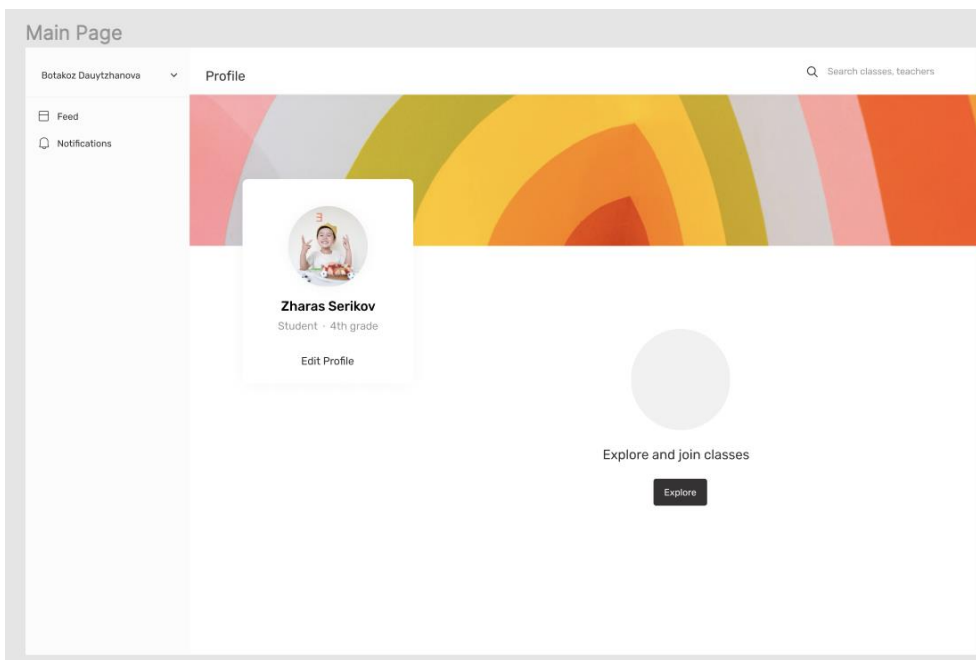 Main Page
Botakoz Dauytzhanova
Profile
Search classes, teachers
Feed
Notifications
Zharas Serikov
Student · 4th grade
Edit Profile
Explore and join classes
Explore